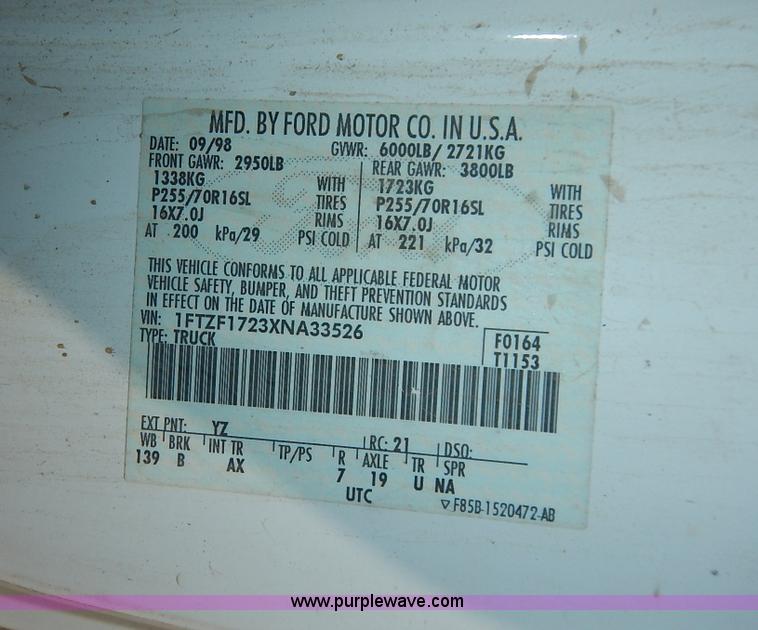 MFD. BY FORD MOTOR CO. IN U.S.A.
DATE: 09/98 GVWR: 6000LB/ 2721KG
FRONT GAWR: 2950LB REAR GAWR: 3800LB
1338KG WITH 1723KG WITH
P255/70R16SL TIRES P255/70R16SL TIRES
16X7.0J RIMS 16X7.0J RIMS
AT 200 kPa/29 PSI COLD AT 221 kPa/32 PSI COLD
THIS VEHICLE CONFORMS TO ALL APPLICABLE FEDERAL MOTOR
VEHICLE SAFETY, BUMPER, AND THEFT PREVENTION STANDARDS
IN EFFECT ON THE DATE OF MANUFACTURE SHOWN ABOVE.
VIN: 1FTZF1723XNA33526
TYPE: TRUCK F0164
T1153
EXT PNT: YZ RC: 21 DSO:
WB BRK INT TR TP/PS R AXLE TR SPR
139 B AX 7 19 U NA
UTC
▽ F85B-1520472-AB
www.purplewave.com